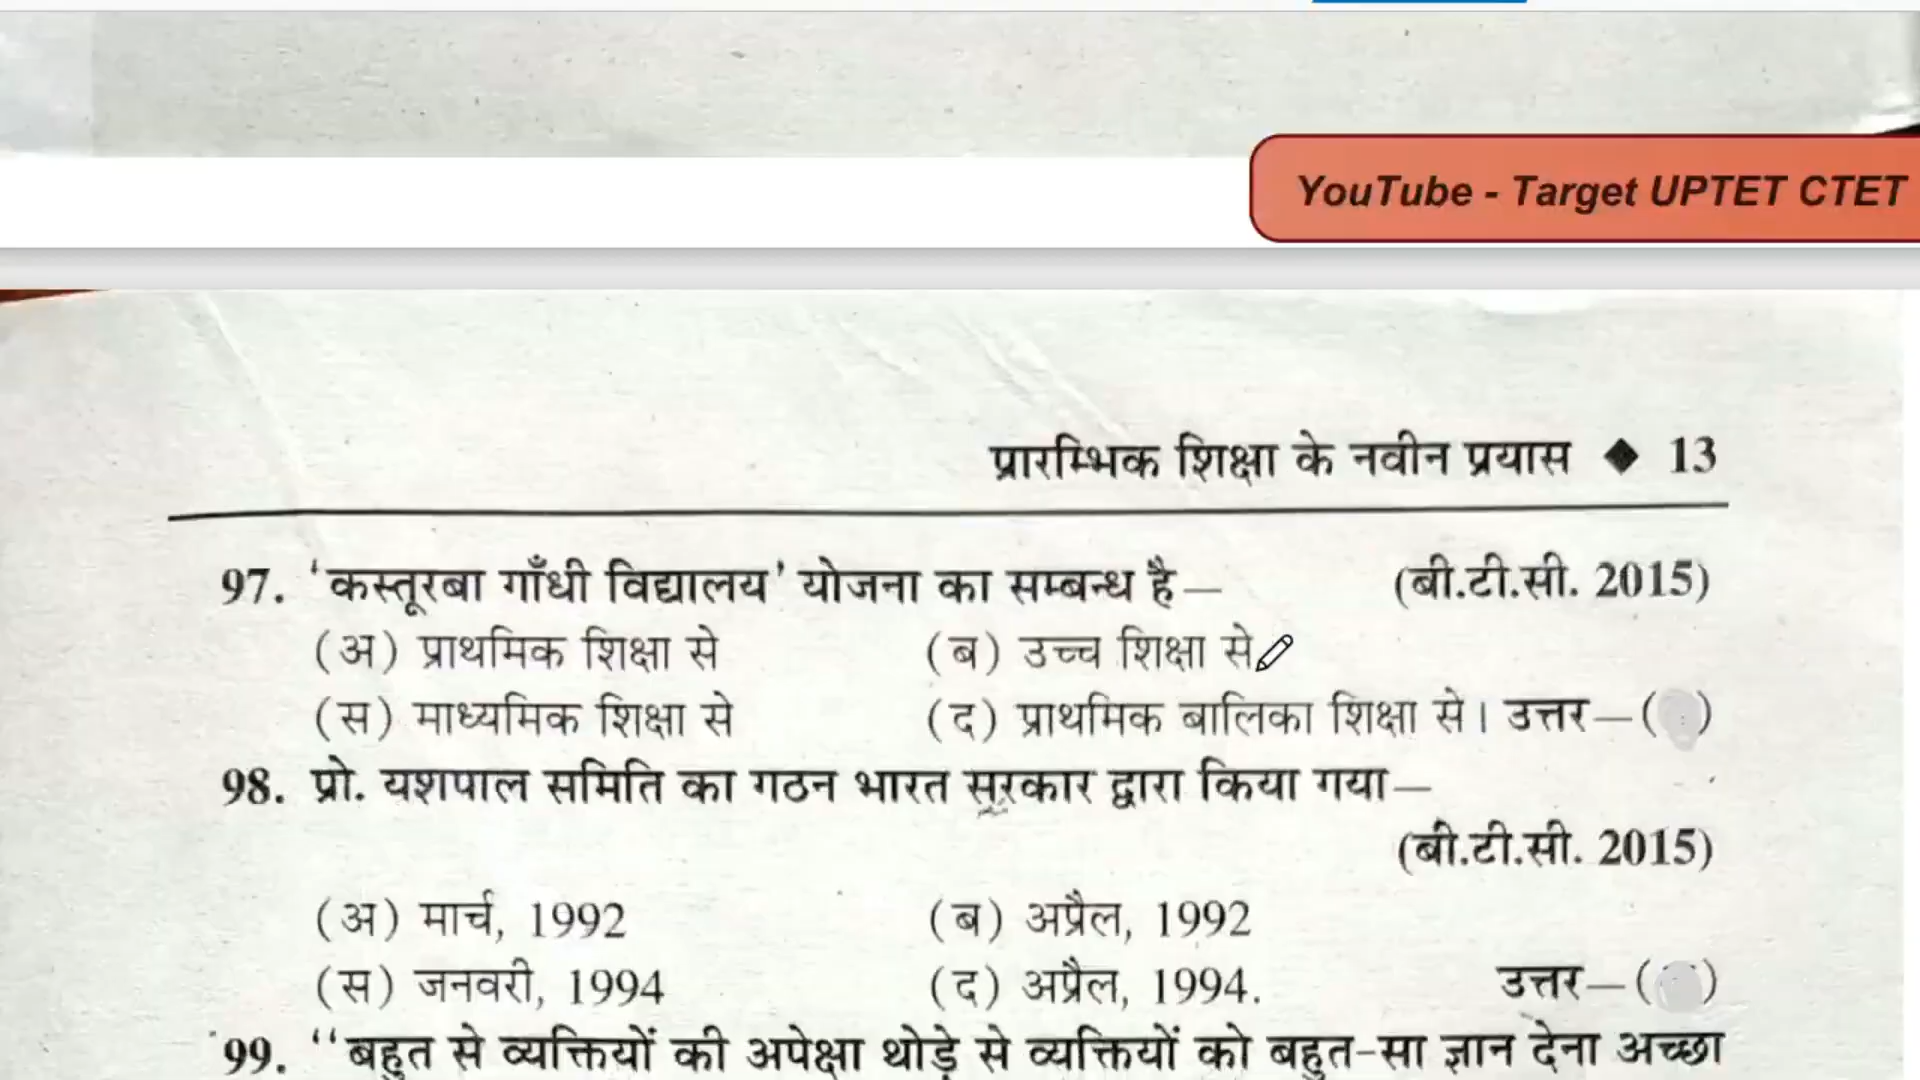 YouTube - Target UPTET CTET
प्रारम्भिक शिक्षा के नवीन प्रयास ◆ 13
97. 'कस्तूरबा गाँधी विद्यालय' योजना का सम्बन्ध है— (बी.टी.सी. 2015)
(अ) प्राथमिक शिक्षा से (ब) उच्च शिक्षा से
(स) माध्यमिक शिक्षा से (द) प्राथमिक बालिका शिक्षा से। उत्तर—( )
98. प्रो. यशपाल समिति का गठन भारत सरकार द्वारा किया गया—
(बी.टी.सी. 2015)
(अ) मार्च, 1992 (ब) अप्रैल, 1992
(स) जनवरी, 1994 (द) अप्रैल, 1994. उत्तर—( )
99. "बहुत से व्यक्तियों की अपेक्षा थोड़े से व्यक्तियों को बहुत-सा ज्ञान देना अच्छा